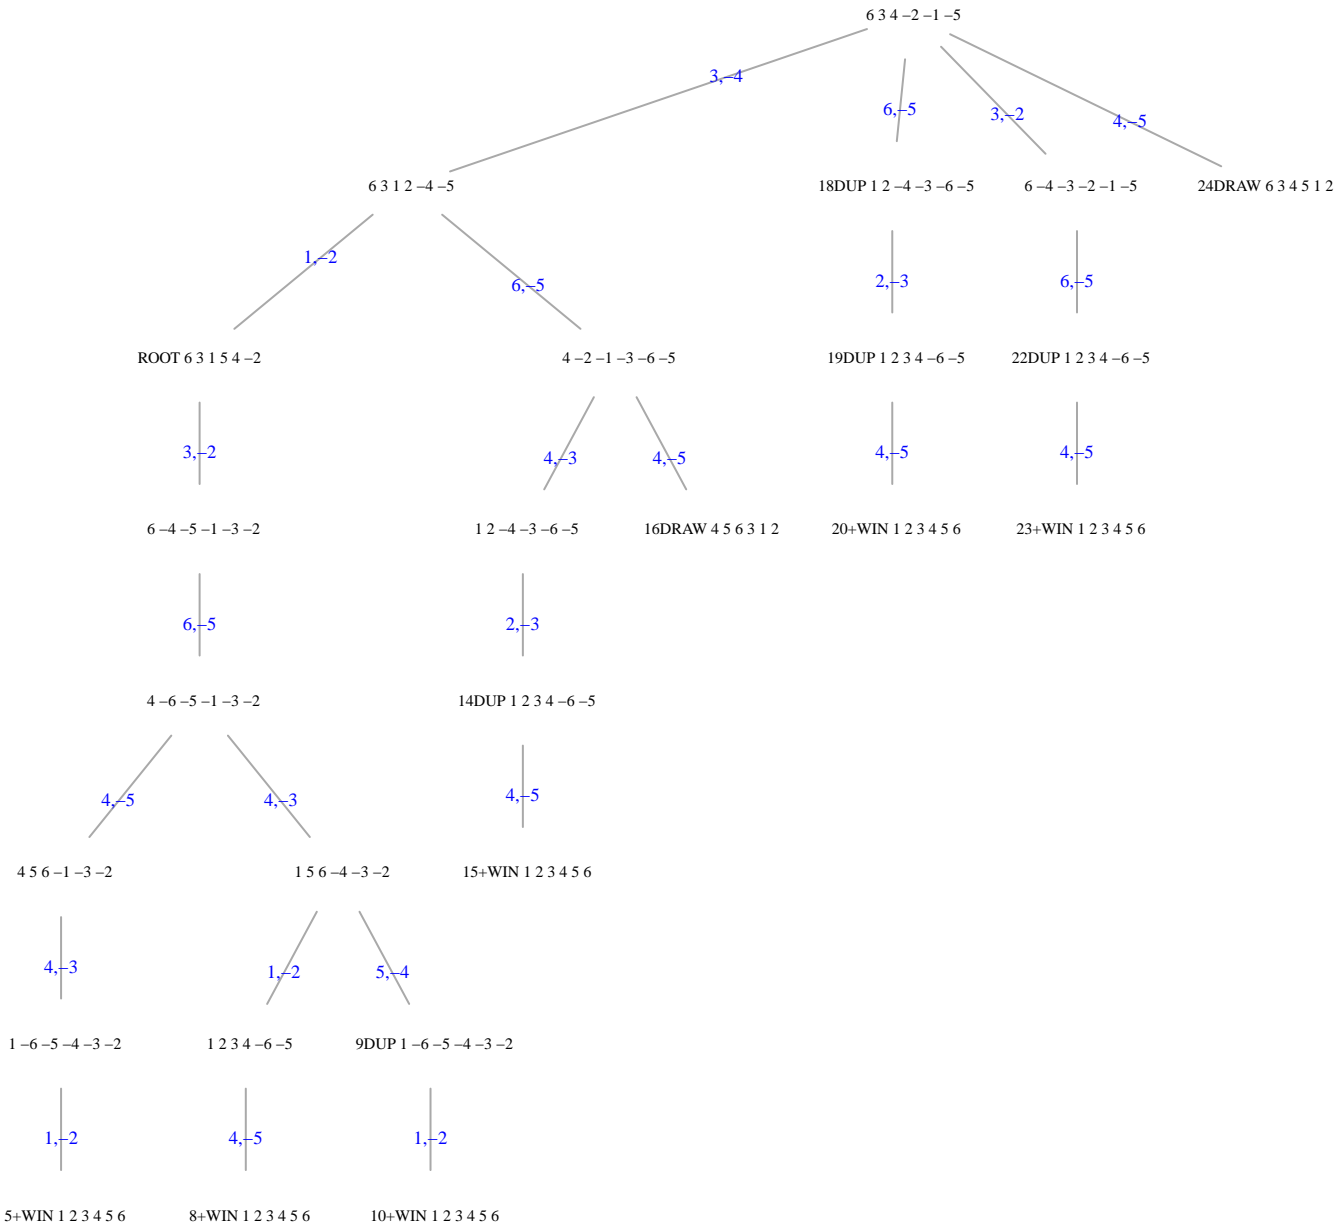 6 3 4 –2 –1 –5
3,–4
6,–5
3,–2
4,–5
6 3 1 2 –4 –5
18DUP 1 2 –4 –3 –6 –5
6 –4 –3 –2 –1 –5
24DRAW 6 3 4 5 1 2
1,–2
6,–5
2,–3
6,–5
ROOT 6 3 1 5 4 –2
4 –2 –1 –3 –6 –5
19DUP 1 2 3 4 –6 –5
22DUP 1 2 3 4 –6 –5
3,–2
4,–3
4,–5
4,–5
4,–5
6 –4 –5 –1 –3 –2
1 2 –4 –3 –6 –5
16DRAW 4 5 6 3 1 2
20+WIN 1 2 3 4 5 6
23+WIN 1 2 3 4 5 6
6,–5
2,–3
4 –6 –5 –1 –3 –2
14DUP 1 2 3 4 –6 –5
4,–5
4,–3
4,–5
4 5 6 –1 –3 –2
1 5 6 –4 –3 –2
15+WIN 1 2 3 4 5 6
4,–3
1,–2
5,–4
1 –6 –5 –4 –3 –2
1 2 3 4 –6 –5
9DUP 1 –6 –5 –4 –3 –2
1,–2
4,–5
1,–2
5+WIN 1 2 3 4 5 6
8+WIN 1 2 3 4 5 6
10+WIN 1 2 3 4 5 6